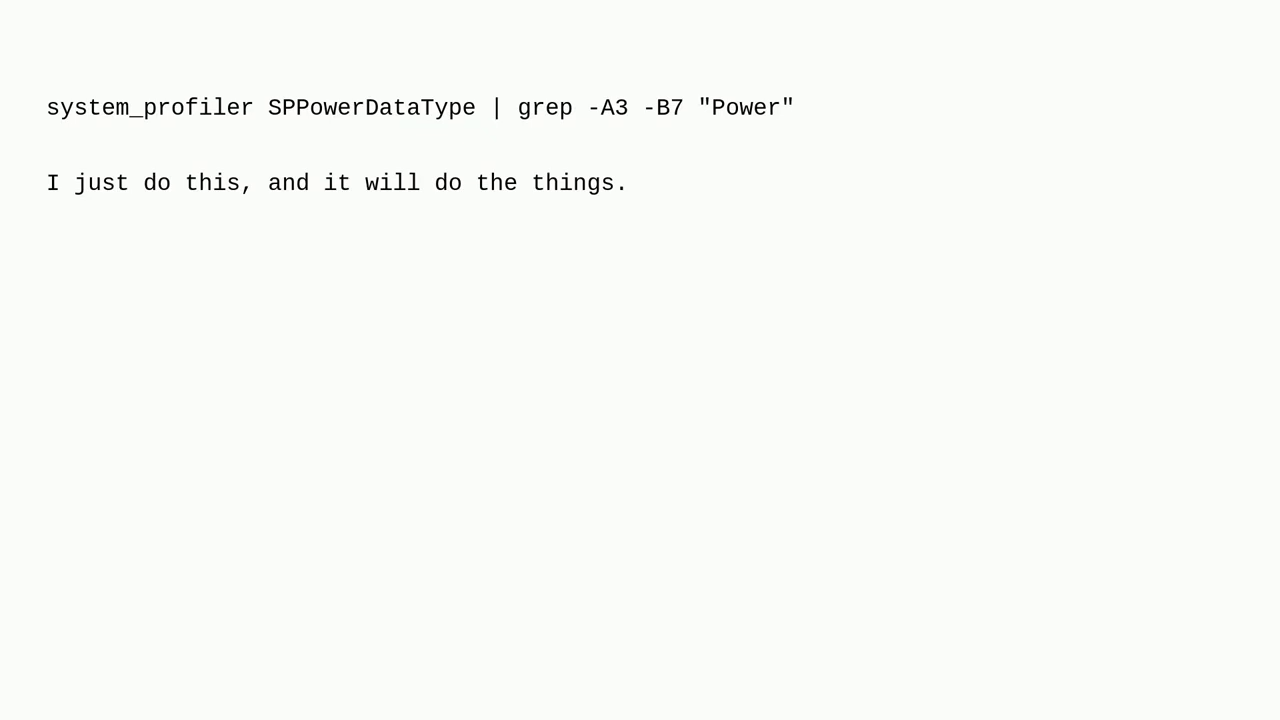 system_profiler SPPowerDataType | grep -A3 -B7 "Power"
I just do this, and it will do the things.